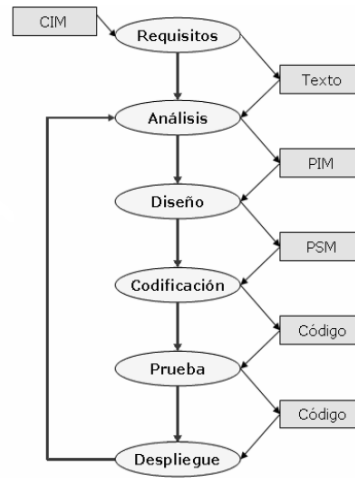 CIM
Requisitos
Texto
Análisis
PIM
Diseño
PSM
Codificación
Código
Prueba
Código
Despliegue